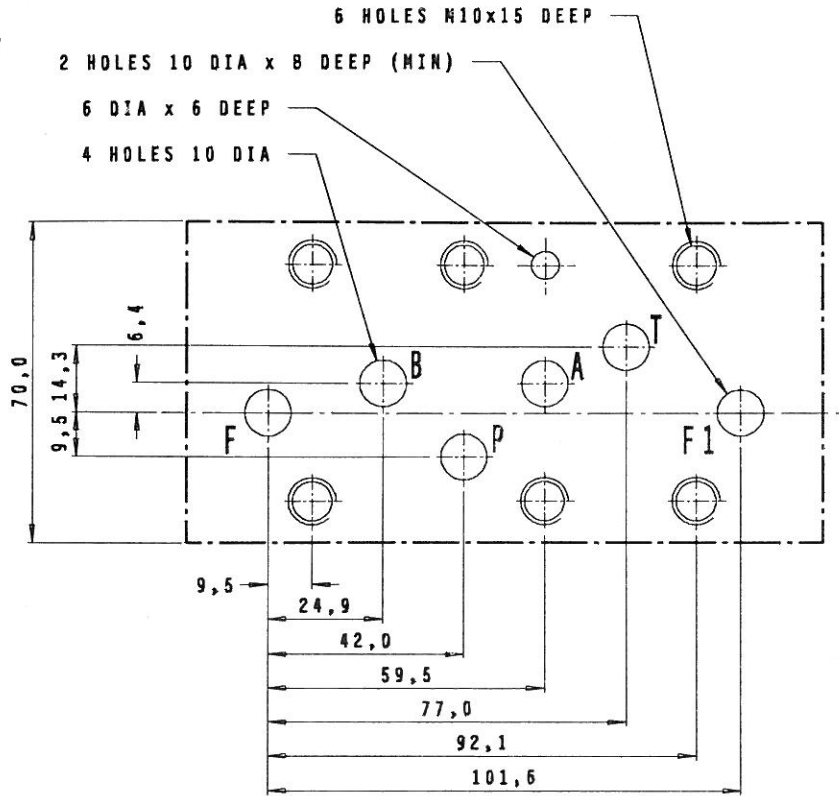 6 HOLES M10x15 DEEP
2 HOLES 10 DIA x 8 DEEP (MIN)
6 DIA x 6 DEEP
4 HOLES 10 DIA
70,0
6,4
14,3
9,5
T
B
A
F
P
F1
9,5
24,9
42,0
59,5
77,0
92,1
101,6